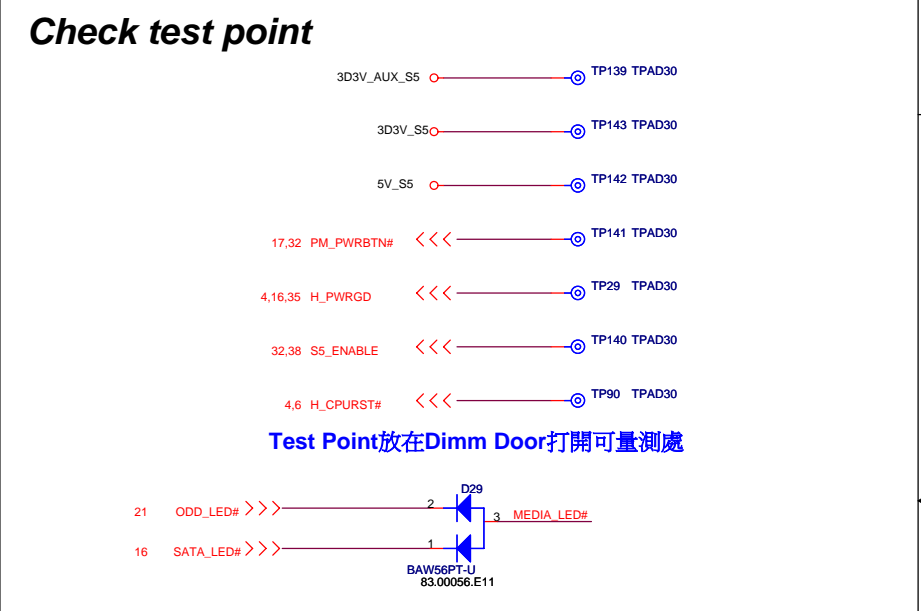 Check test point
3D3V_AUX_S5 TP139 TPAD30
3D3V_S5 TP143 TPAD30
5V_S5 TP142 TPAD30
17,32 PM_PWRBTN# TP141 TPAD30
4,16,35 H_PWRGD TP29 TPAD30
32,38 S5_ENABLE TP140 TPAD30
4,6 H_CPURST# TP90 TPAD30
Test Point放在Dimm Door打開可量測處
D29
21 ODD_LED# 2
3 MEDIA_LED#
16 SATA_LED# 1
BAW56PT-U
83.00056.E11